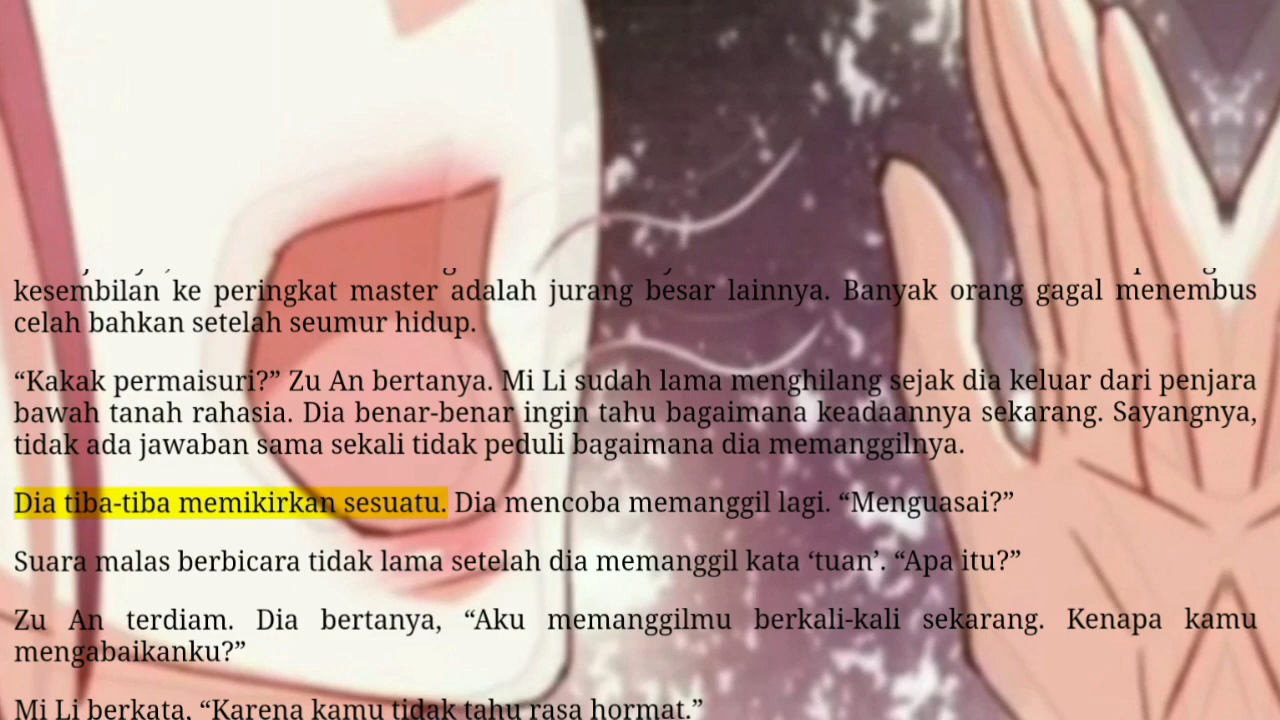 kesembilan ke peringkat master adalah jurang besar lainnya. Banyak orang gagal menembus
celah bahkan setelah seumur hidup.
“Kakak permaisuri?” Zu An bertanya. Mi Li sudah lama menghilang sejak dia keluar dari penjara
bawah tanah rahasia. Dia benar-benar ingin tahu bagaimana keadaannya sekarang. Sayangnya,
tidak ada jawaban sama sekali tidak peduli bagaimana dia memanggilnya.
Dia tiba-tiba memikirkan sesuatu. Dia mencoba memanggil lagi. “Menguasai?”
Suara malas berbicara tidak lama setelah dia memanggil kata ‘tuan’. “Apa itu?”
Zu An terdiam. Dia bertanya, “Aku memanggilmu berkali-kali sekarang. Kenapa kamu
mengabaikanku?”
Mi Li berkata, “Karena kamu tidak tahu rasa hormat.”